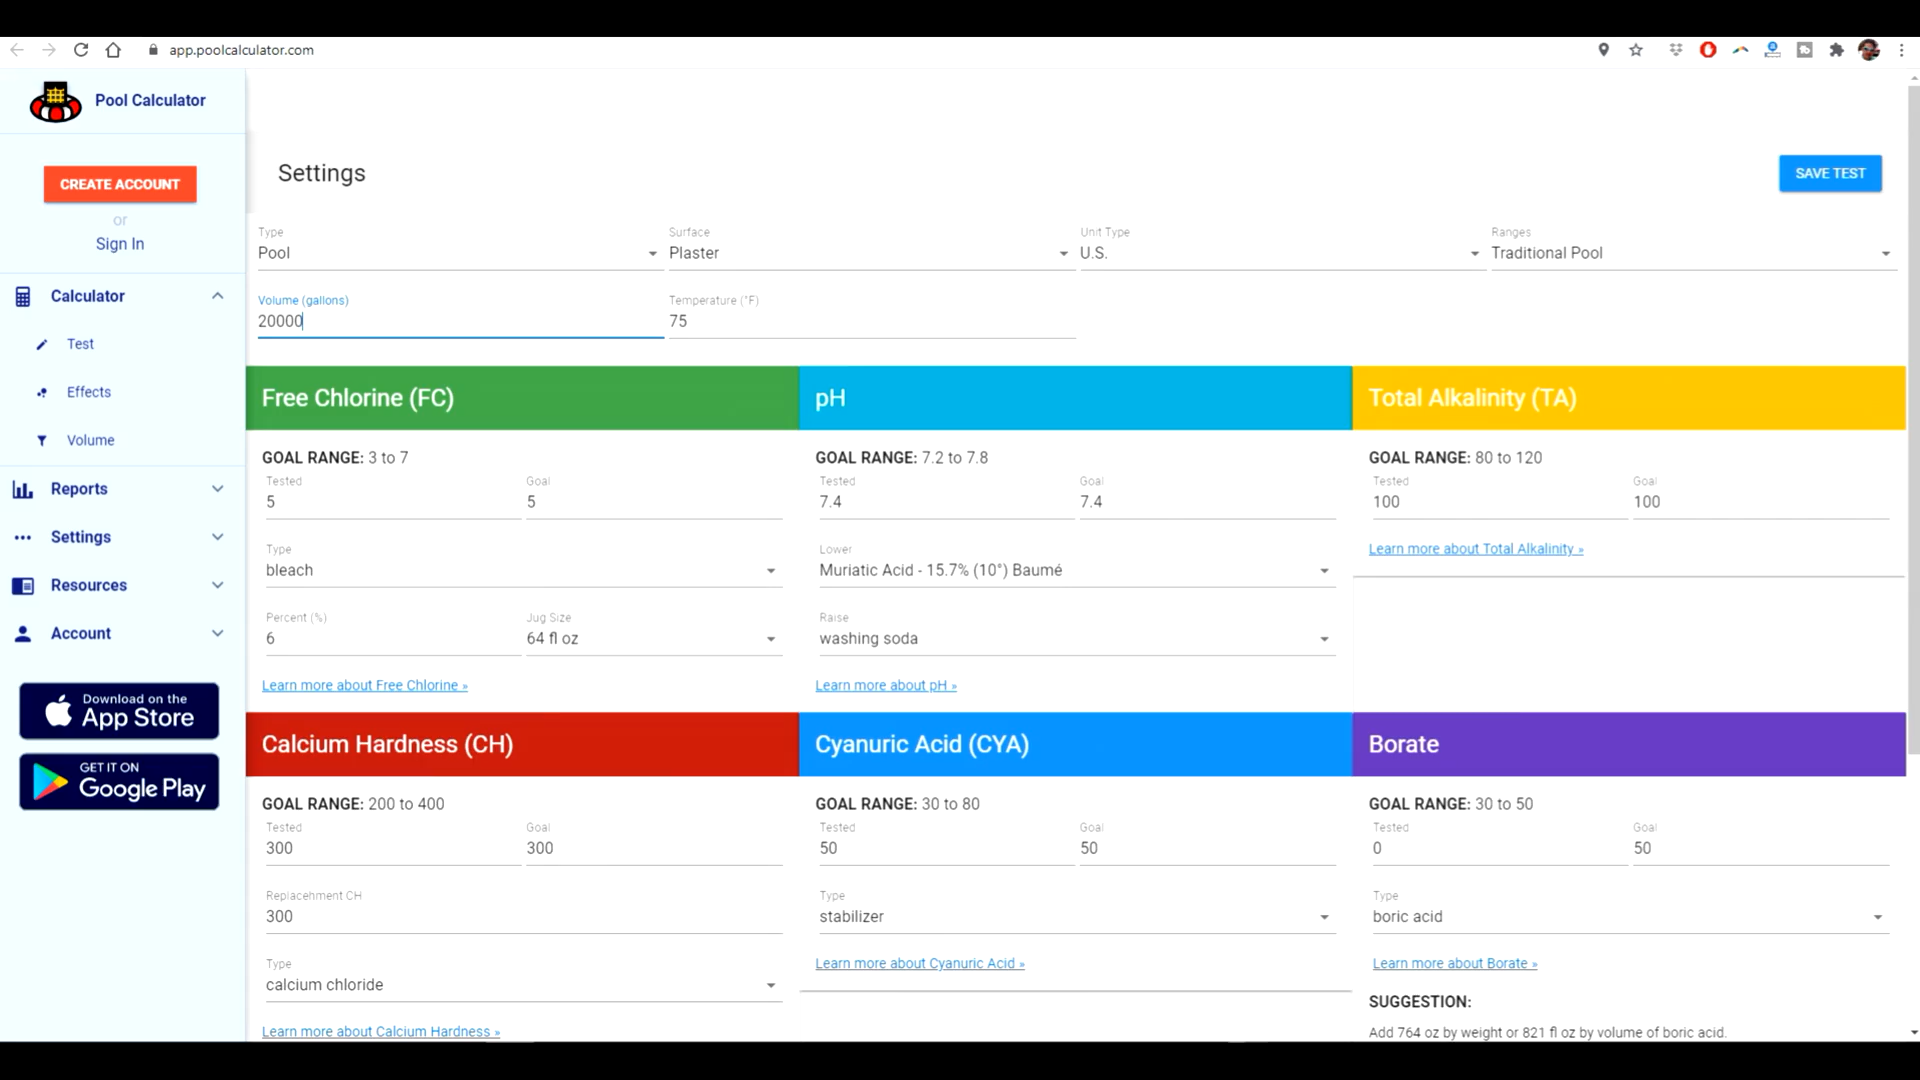 app.poolcalculator.com
Pool Calculator
CREATE ACCOUNT
or
Sign In
Calculator
Test
Effects
Volume
Reports
Settings
Resources
Account
Download on the
App Store
GET IT ON
Google Play
Settings
SAVE TEST
Type
Pool
Surface
Plaster
Unit Type
U.S.
Ranges
Traditional Pool
Volume (gallons)
20000
Temperature (°F)
75
Free Chlorine (FC)
GOAL RANGE: 3 to 7
Tested
5
Goal
5
Type
bleach
Percent (%)
6
Jug Size
64 fl oz
Learn more about Free Chlorine »
pH
GOAL RANGE: 7.2 to 7.8
Tested
7.4
Goal
7.4
Lower
Muriatic Acid - 15.7% (10°) Baumé
Raise
washing soda
Learn more about pH »
Total Alkalinity (TA)
GOAL RANGE: 80 to 120
Tested
100
Goal
100
Learn more about Total Alkalinity »
Calcium Hardness (CH)
GOAL RANGE: 200 to 400
Tested
300
Goal
300
Replacehment CH
300
Type
calcium chloride
Learn more about Calcium Hardness »
Cyanuric Acid (CYA)
GOAL RANGE: 30 to 80
Tested
50
Goal
50
Type
stabilizer
Learn more about Cyanuric Acid »
Borate
GOAL RANGE: 30 to 50
Tested
0
Goal
50
Type
boric acid
Learn more about Borate »
SUGGESTION:
Add 764 oz by weight or 821 fl oz by volume of boric acid.